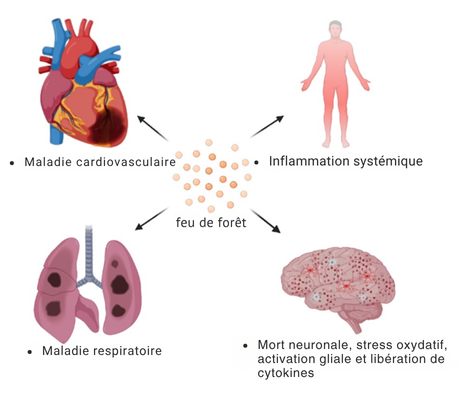 • Maladie cardiovasculaire
• Inflammation systémique
feu de forêt
• Maladie respiratoire
• Mort neuronale, stress oxydatif,
activation gliale et libération de
cytokines